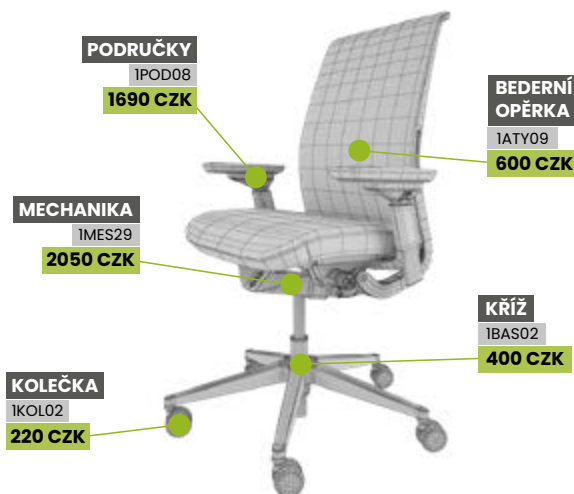 PODRUČKY
1POD08
1690 CZK
BEDERNÍ
OPĚRKA
1ATY09
600 CZK
MECHANIKA
1MES29
2050 CZK
KŘÍŽ
1BAS02
400 CZK
KOLEČKA
1KOL02
220 CZK